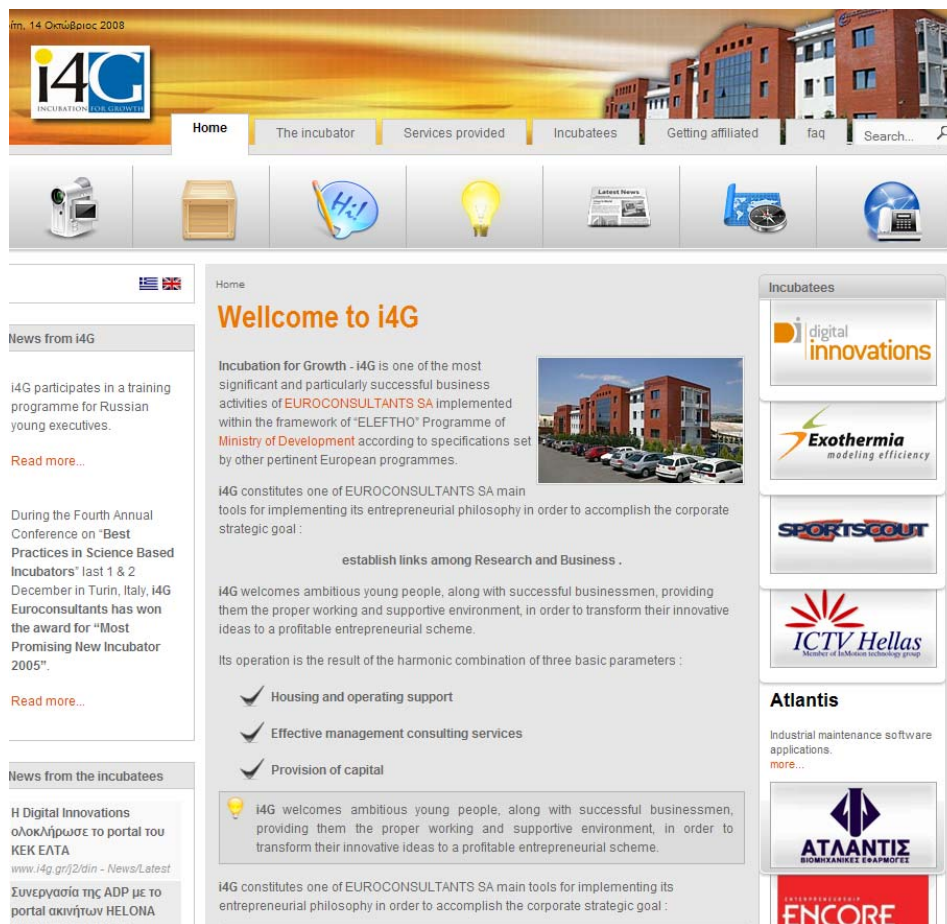 ίτη, 14 Οκτώβριος 2008
i4G
INCUBATION FOR GROWTH
Home
The incubator
Services provided
Incubatees
Getting affiliated
faq
Search...
Hi!
Latest News
Home
Wellcome to i4G
News from i4G
i4G participates in a training
programme for Russian
young executives.
Read more...
During the Fourth Annual
Conference on “Best
Practices in Science Based
Incubators” last 1 & 2
December in Turin, Italy, i4G
Euroconsultants has won
the award for “Most
Promising New Incubator
2005”.
Read more...
News from the incubatees
Η Digital Innovations
ολοκλήρωσε το portal του
ΚΕΚ ΕΛΤΑ
www.i4g.gr/j2/din - News/Latest
Συνεργασία της ADP με το
portal ακινήτων HELONA
Incubation for Growth - i4G is one of the most
significant and particularly successful business
activities of EUROCONSULTANTS SA implemented
within the framework of “ELEFTHO” Programme of
Ministry of Development according to specifications set
by other pertinent European programmes.
i4G constitutes one of EUROCONSULTANTS SA main
tools for implementing its entrepreneurial philosophy in order to accomplish the corporate
strategic goal :
establish links among Research and Business .
i4G welcomes ambitious young people, along with successful businessmen, providing
them the proper working and supportive environment, in order to transform their innovative
ideas to a profitable entrepreneurial scheme.
Its operation is the result of the harmonic combination of three basic parameters :
Housing and operating support
Effective management consulting services
Provision of capital
i4G welcomes ambitious young people, along with successful businessmen,
providing them the proper working and supportive environment, in order to
transform their innovative ideas to a profitable entrepreneurial scheme.
i4G constitutes one of EUROCONSULTANTS SA main tools for implementing its
entrepreneurial philosophy in order to accomplish the corporate strategic goal :
Incubatees
Di digital
innovations
Exothermia
modeling efficiency
SPORTSCOUT
ICTV Hellas
Member of InMotion technology group
Atlantis
Industrial maintenance software
applications.
more...
ΑΤΛΑΝΤΙΣ
ΒΙΟΜΗΧΑΝΙΚΕΣ ΕΦΑΡΜΟΓΕΣ
ENTREPRENEURSHIP
ENCORE